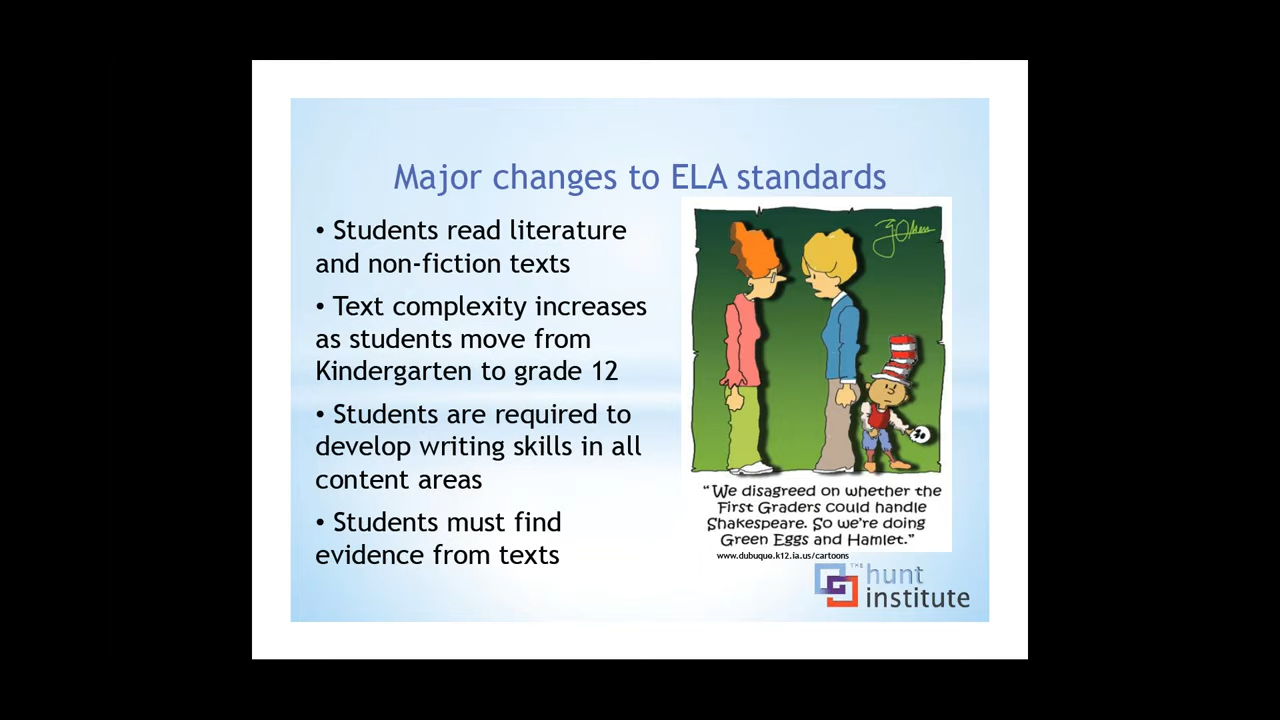 Major changes to ELA standards
• Students read literature
and non-fiction texts
• Text complexity increases
as students move from
Kindergarten to grade 12
• Students are required to
develop writing skills in all
content areas
• Students must find
evidence from texts
“We disagreed on whether the
First Graders could handle
Shakespeare. So we're doing
Green Eggs and Hamlet.”
www.dubuque.k12.ia.us/cartoons
THE hunt
institute